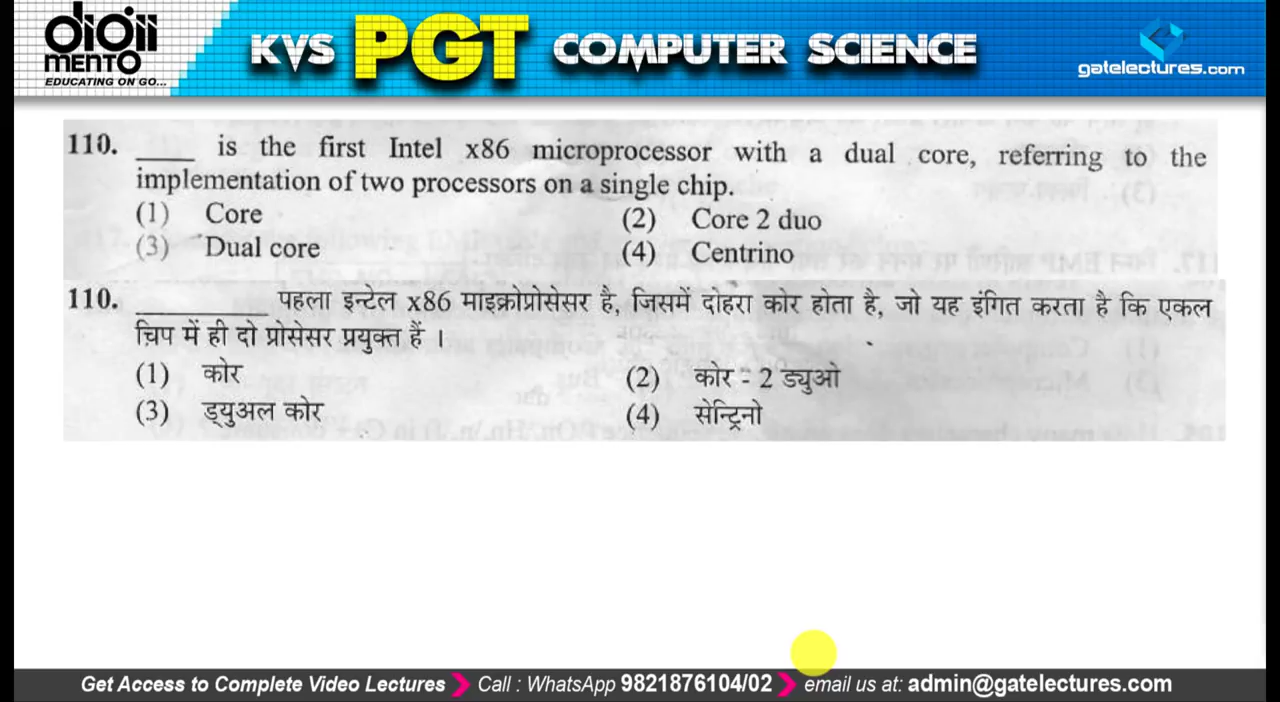 digii
mento
EDUCATING ON GO...
KVS PGT COMPUTER SCIENCE
gatelectures.com
110. ____ is the first Intel x86 microprocessor with a dual core, referring to the
implementation of two processors on a single chip.
(1) Core
(2) Core 2 duo
(3) Dual core
(4) Centrino
110. __________ पहला इन्टेल x86 माइक्रोप्रोसेसर है, जिसमें दोहरा कोर होता है, जो यह इंगित करता है कि एकल
चिप में ही दो प्रोसेसर प्रयुक्त हैं ।
(1) कोर
(2) कोर - 2 ड्युओ
(3) ड्युअल कोर
(4) सेन्ट्रिनो
Get Access to Complete Video Lectures Call : WhatsApp 9821876104/02 email us at: admin@gatelectures.com